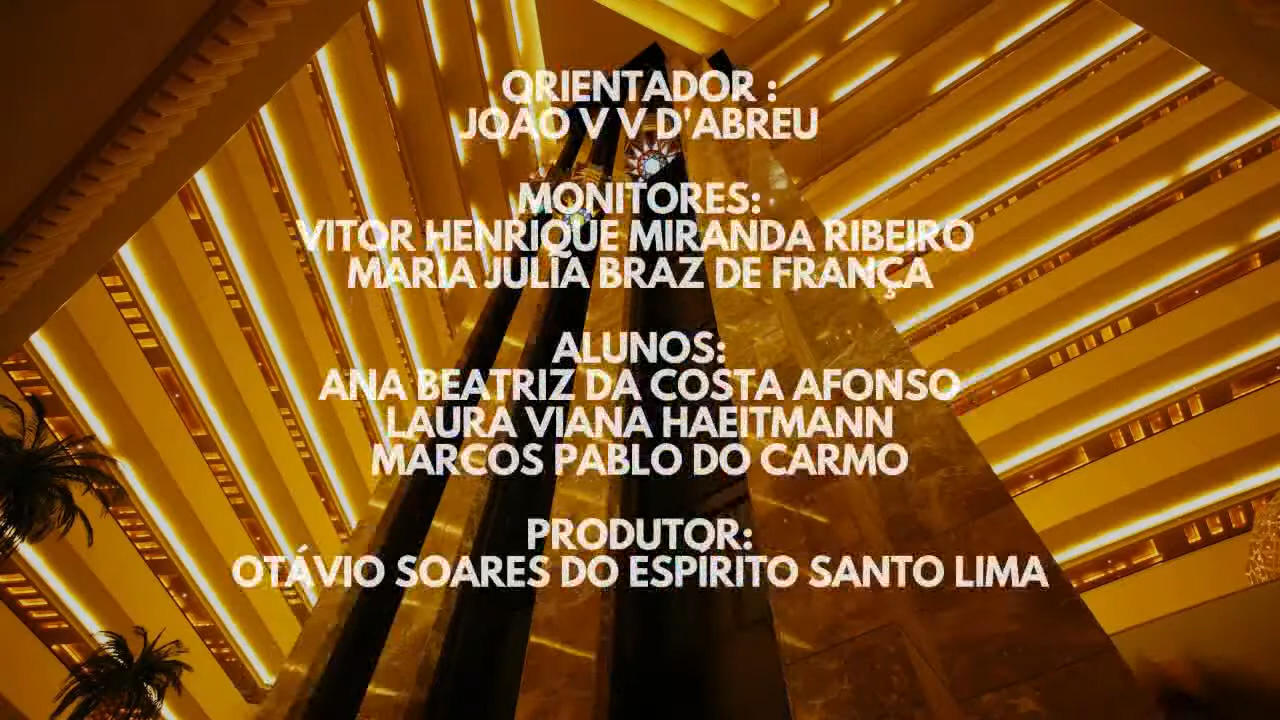 ORIENTADOR :
JOÃO V V D'ABREU
MONITORES:
VITOR HENRIQUE MIRANDA RIBEIRO
MARIA JULIA BRAZ DE FRANÇA
ALUNOS:
ANA BEATRIZ DA COSTA AFONSO
LAURA VIANA HAEITMANN
MARCOS PABLO DO CARMO
PRODUTOR:
OTÁVIO SOARES DO ESPÍRITO SANTO LIMA